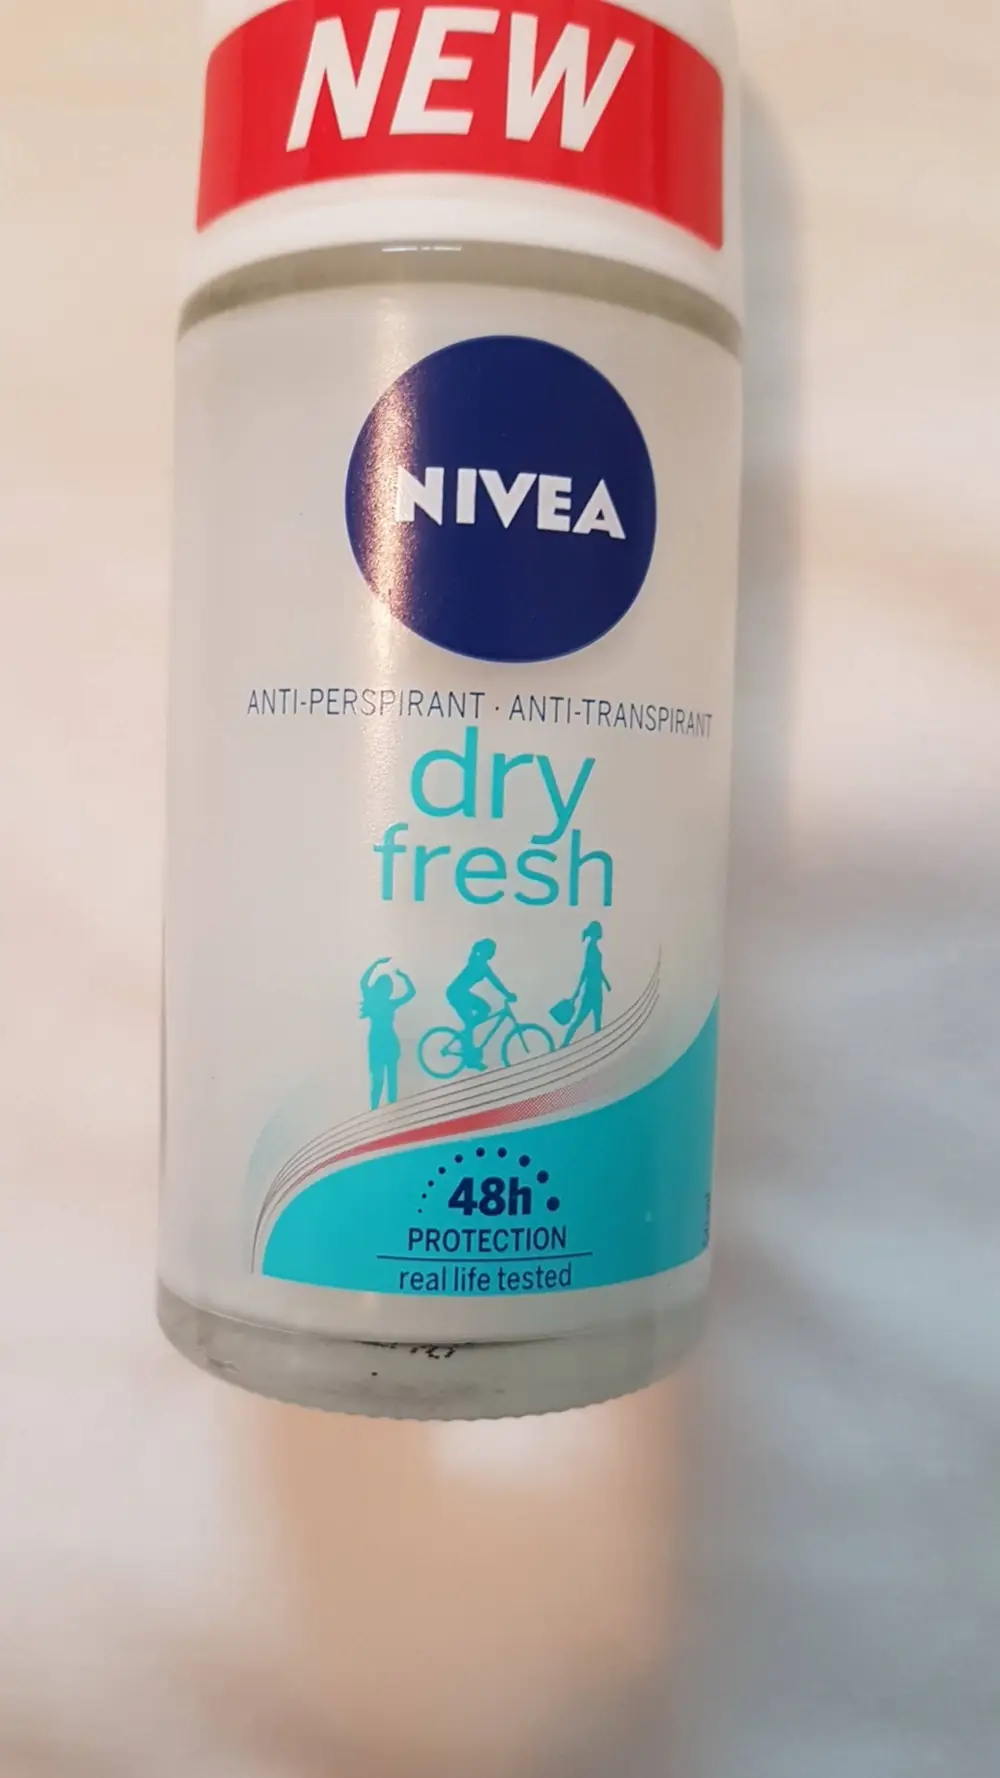 NEW
NIVEA
ANTI-PERSPIRANT · ANTI-TRANSPIRANT
dry
fresh
48h
PROTECTION
real life tested